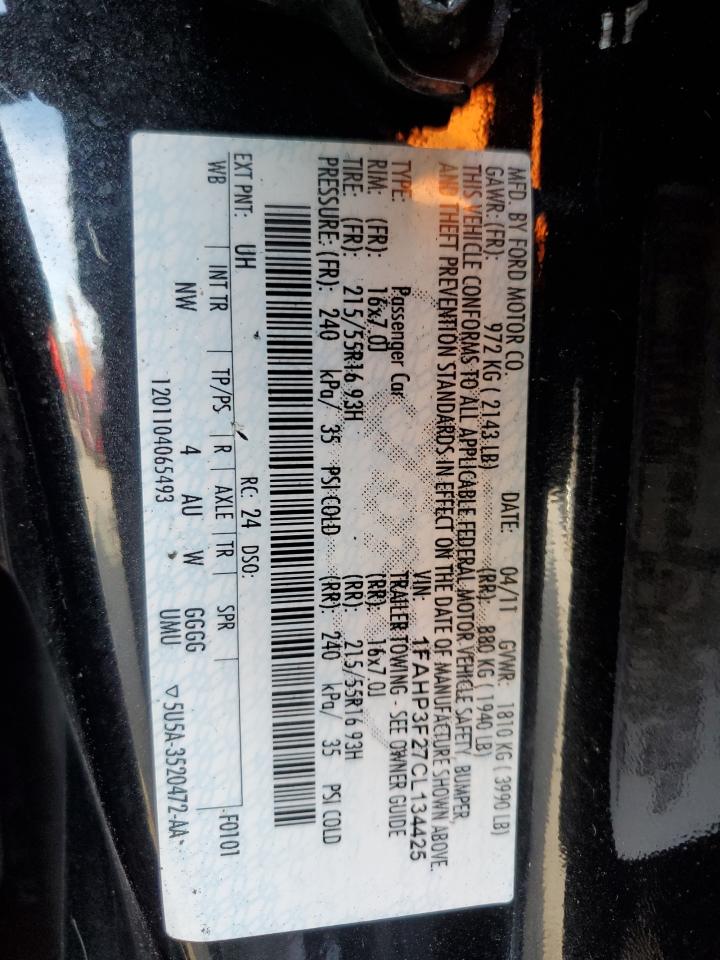 MFD. BY FORD MOTOR CO. DATE: 04/11 GVWR: 1810 KG ( 3990 LB)
GAWR: (FR): 972 KG ( 2143 LB) (RR): 880 KG ( 1940 LB)
THIS VEHICLE CONFORMS TO ALL APPLICABLE FEDERAL MOTOR VEHICLE SAFETY, BUMPER,
AND THEFT PREVENTION STANDARDS IN EFFECT ON THE DATE OF MANUFACURE SHOWN ABOVE.
VIN: 1FAHP3F27CL134425
TYPE: Passenger Car TRAILER TOWING - SEE OWNER GUIDE
RIM: (FR): 16x7.0J (RR): 16x7.0J
TIRE: (FR): 215/55R16 93H (RR): 215/55R16 93H
PRESSURE: (FR): 240 kPa/ 35 PSI COLD (RR): 240 kPa/ 35 PSI COLD
EXT PNT: UH RC: 24 DSO: F0101
WB INT TR TP/PS R AXLE TR SPR
NW 4 AU W GGGG
UMU
1201104065493 ▽5U5A-3520472-AA